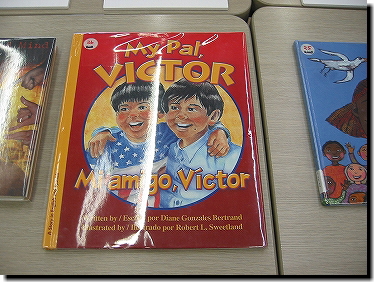 My Pal,
VICTOR
Mi amigo, Víctor
Written by / Escrito por Diane Gonzales Bertrand
Illustrated by / Ilustrado por Robert L. Sweetland